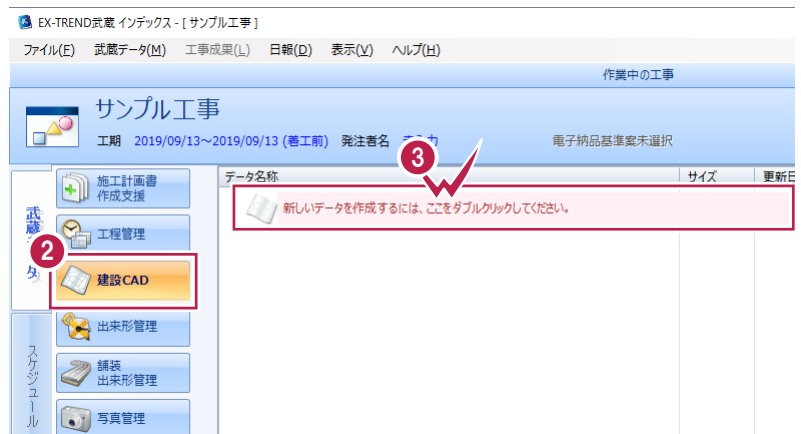 EX-TREND武蔵 インデックス - [ サンプル工事 ]
ファイル(F) 武蔵データ(M) 工事成果(L) 日報(D) 表示(V) ヘルプ(H)
作業中の工事
サンプル工事
工期 2019/09/13～2019/09/13 (着工前) 発注者名 電子納品基準案未選択
3
データ名称 サイズ 更新日
新しいデータを作成するには、ここをダブルクリックしてください。
施工計画書
作成支援
工程管理
2
建設CAD
出来形管理
舗装
出来形管理
写真管理
武蔵
タ
スケジュール